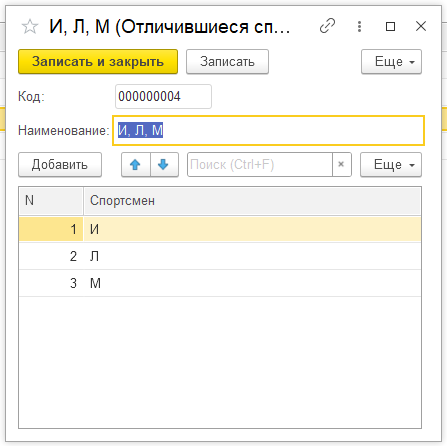 И, Л, М (Отличившиеся сп...
Записать и закрыть Записать Еще
Код: 000000004
Наименование: И, Л, М
Добавить Поиск (Ctrl+F) × Еще
N Спортсмен
1 И
2 Л
3 М